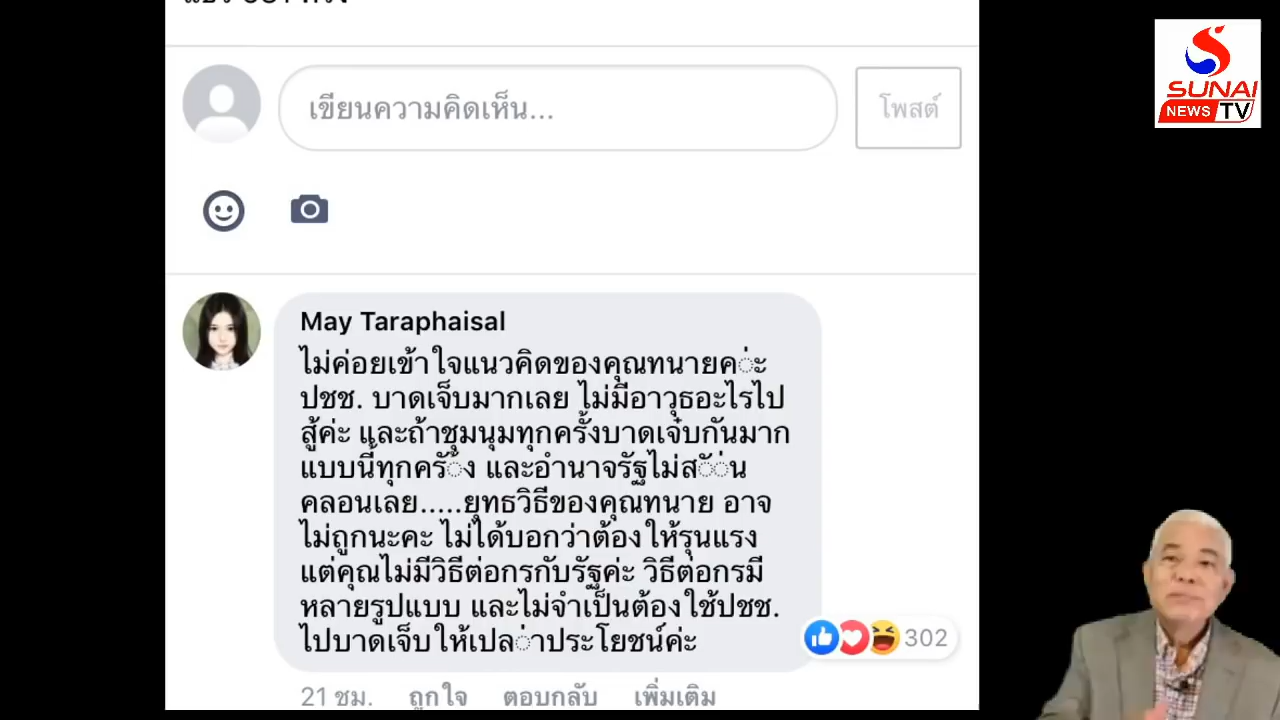 เขียนความคิดเห็น...
โพสต์
SUNAI
NEWS TV
May Taraphaisal
ไม่ค่อยเข้าใจแนวคิดของคุณทนายค่ะ
ปชช. บาดเจ็บมากเลย ไม่มีอาวุธอะไรไป
สู้ค่ะ และถ้าชุมนุมทุกครั้งบาดเจ๋บกันมาก
แบบนี้ทุกครั้ง และอำนาจรัฐไม่สั่น
คลอนเลย.....ยุทธวิธีของคุณทนาย อาจ
ไม่ถูกนะคะ ไม่ได้บอกว่าต้องให้รุนแรง
แต่คุณไม่มีวิธีต่อกรกับรัฐค่ะ วิธีต่อกรมี
หลายรูปแบบ และไม่จำเป็นต้องใช้ปชช.
ไปบาดเจ็บให้เปล่าประโยชน์ค่ะ
302
21 ชม. ถูกใจ ตอบกลับ เพิ่มเติม